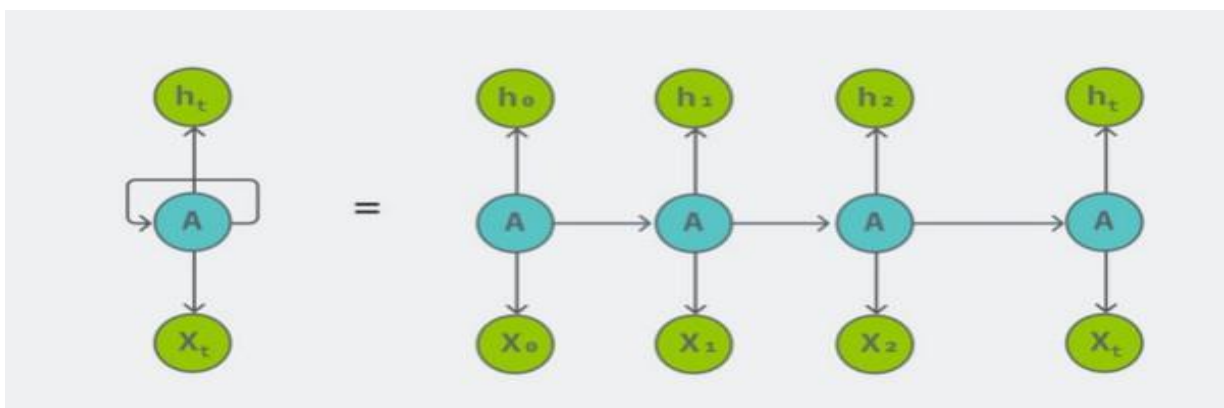 hₜ h₀ h₁ h₂ hₜ
A = A A A A
Xₜ X₀ X₁ X₂ Xₜ